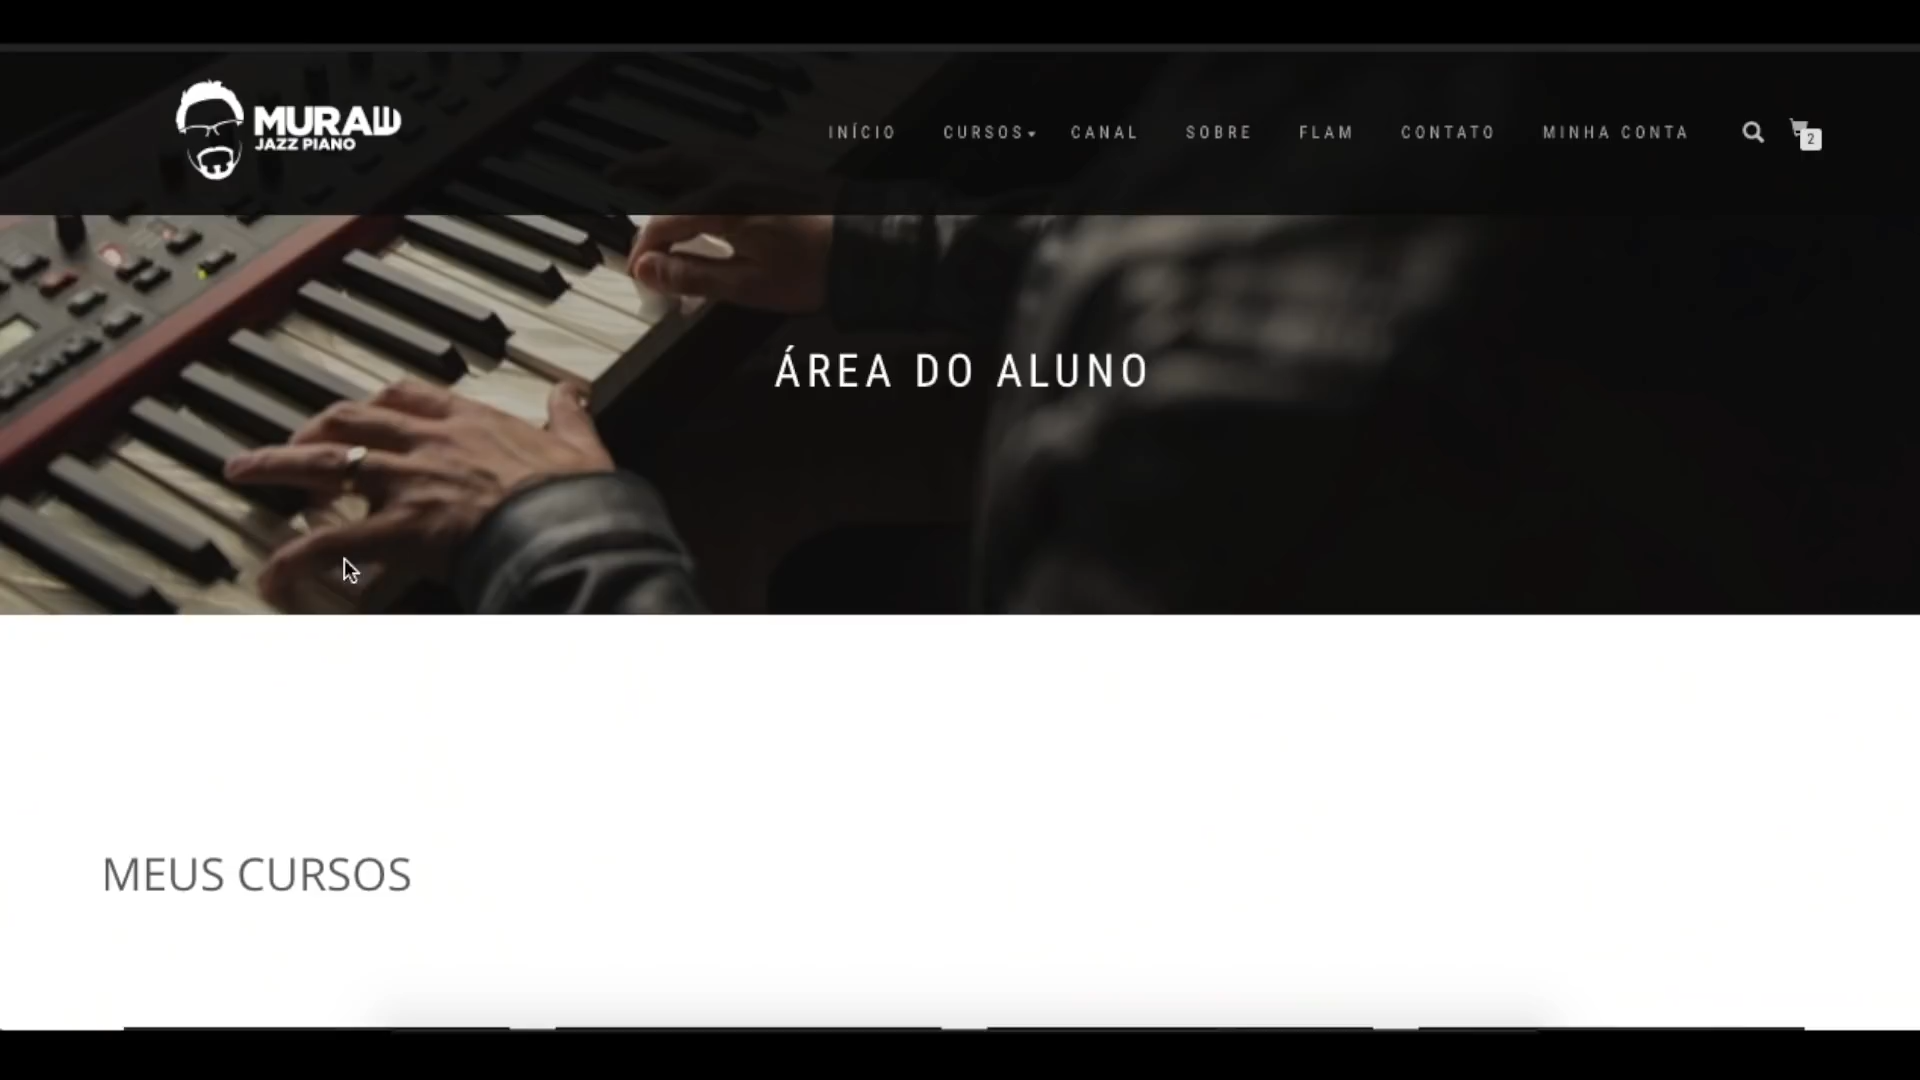 MURAW
JAZZ PIANO
INÍCIO
CURSOS
CANAL
SOBRE
FLAM
CONTATO
MINHA CONTA
2
ÁREA DO ALUNO
MEUS CURSOS